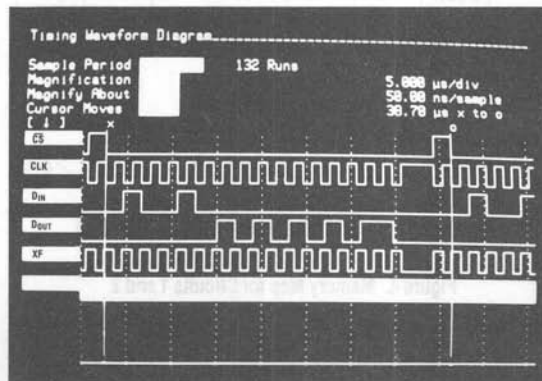 Timing Waveform Diagram
Sample Period 132 Runs
Magnification 5.000 µs/div
Magnify About 50.00 ns/sample
Cursor Moves 30.70 µs x to o
[ ↓ ] x o
CS
CLK
DIN
DOUT
XF